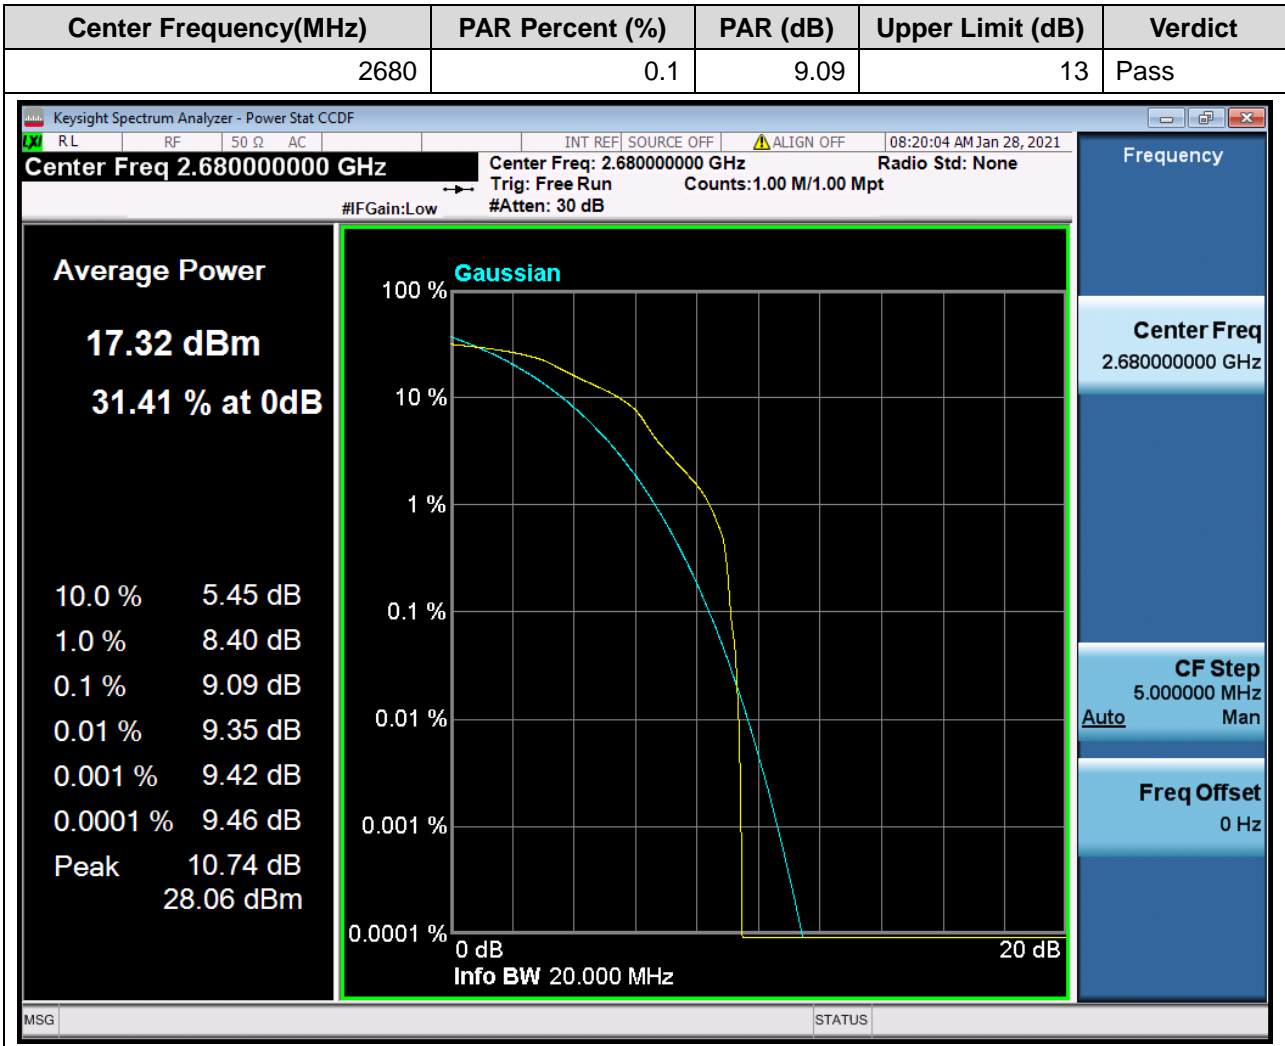 Center Frequency(MHz) PAR Percent (%) PAR (dB) Upper Limit (dB) Verdict
2680 0.1 9.09 13 Pass
Keysight Spectrum Analyzer - Power Stat CCDF
LXI RL RF 50 Ω AC INT REF SOURCE OFF ALIGN OFF 08:20:04 AM Jan 28, 2021
Center Freq 2.680000000 GHz
Center Freq: 2.680000000 GHz Radio Std: None
Trig: Free Run Counts:1.00 M/1.00 Mpt
#IFGain:Low #Atten: 30 dB
Frequency
Average Power
17.32 dBm
31.41 % at 0dB
10.0 % 5.45 dB
1.0 % 8.40 dB
0.1 % 9.09 dB
0.01 % 9.35 dB
0.001 % 9.42 dB
0.0001 % 9.46 dB
Peak 10.74 dB
28.06 dBm
Gaussian
100 %
10 %
1 %
0.1 %
0.01 %
0.001 %
0.0001 %
0 dB 20 dB
Info BW 20.000 MHz
Center Freq
2.680000000 GHz
CF Step
5.000000 MHz
Auto Man
Freq Offset
0 Hz
MSG STATUS